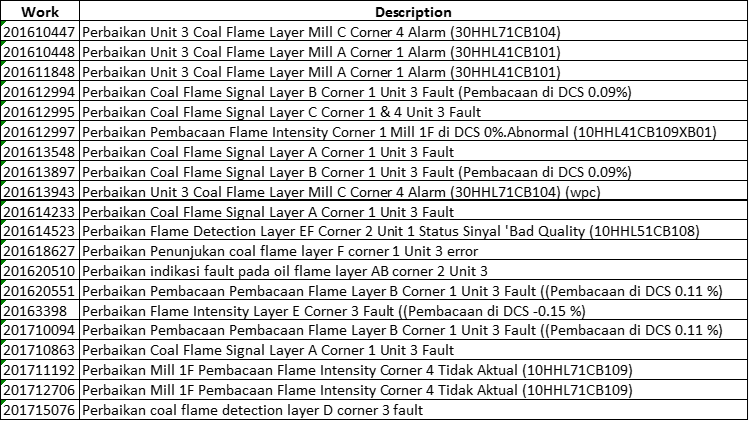 Work Description
201610447 Perbaikan Unit 3 Coal Flame Layer Mill C Corner 4 Alarm (30HHL71CB104)
201610448 Perbaikan Unit 3 Coal Flame Layer Mill A Corner 1 Alarm (30HHL41CB101)
201611848 Perbaikan Unit 3 Coal Flame Layer Mill A Corner 1 Alarm (30HHL41CB101)
201612994 Perbaikan Coal Flame Signal Layer B Corner 1 Unit 3 Fault (Pembacaan di DCS 0.09%)
201612995 Perbaikan Coal Flame Signal Layer C Corner 1 & 4 Unit 3 Fault
201612997 Perbaikan Pembacaan Flame Intensity Corner 1 Mill 1F di DCS 0%.Abnormal (10HHL41CB109XB01)
201613548 Perbaikan Coal Flame Signal Layer A Corner 1 Unit 3 Fault
201613897 Perbaikan Coal Flame Signal Layer B Corner 1 Unit 3 Fault (Pembacaan di DCS 0.09%)
201613943 Perbaikan Unit 3 Coal Flame Layer Mill C Corner 4 Alarm (30HHL71CB104) (wpc)
201614233 Perbaikan Coal Flame Signal Layer A Corner 1 Unit 3 Fault
201614523 Perbaikan Flame Detection Layer EF Corner 2 Unit 1 Status Sinyal 'Bad Quality (10HHL51CB108)
201618627 Perbaikan Penunjukan coal flame layer F corner 1 Unit 3 error
201620510 Perbaikan indikasi fault pada oil flame layer AB corner 2 Unit 3
201620551 Perbaikan Pembacaan Pembacaan Flame Layer B Corner 1 Unit 3 Fault ((Pembacaan di DCS 0.11 %)
20163398 Perbaikan Flame Intensity Layer E Corner 3 Fault ((Pembacaan di DCS -0.15 %)
201710094 Perbaikan Pembacaan Pembacaan Flame Layer B Corner 1 Unit 3 Fault ((Pembacaan di DCS 0.11 %)
201710863 Perbaikan Coal Flame Signal Layer A Corner 1 Unit 3 Fault
201711192 Perbaikan Mill 1F Pembacaan Flame Intensity Corner 4 Tidak Aktual (10HHL71CB109)
201712706 Perbaikan Mill 1F Pembacaan Flame Intensity Corner 4 Tidak Aktual (10HHL71CB109)
201715076 Perbaikan coal flame detection layer D corner 3 fault